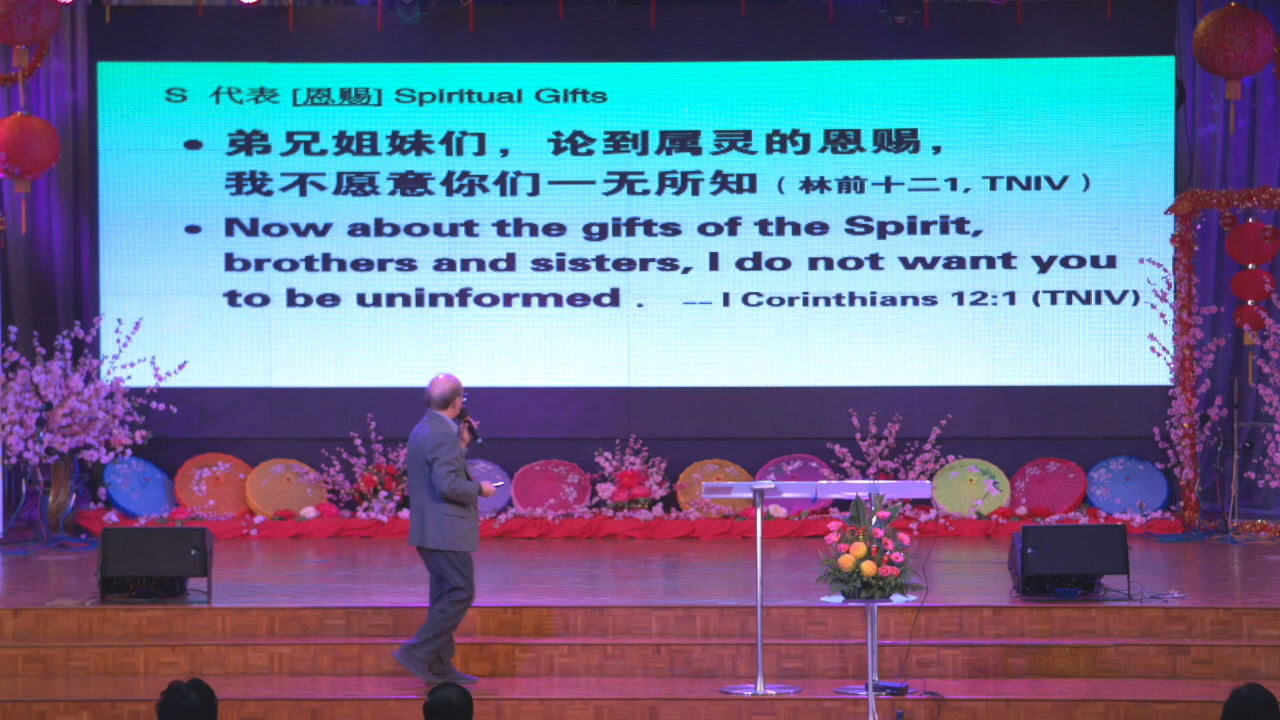 S 代表 [恩赐] Spiritual Gifts
• 弟兄姐妹们，论到属灵的恩赐，
我不愿意你们一无所知（林前十二1, TNIV）
• Now about the gifts of the Spirit,
brothers and sisters, I do not want you
to be uninformed . -- I Corinthians 12:1 (TNIV).